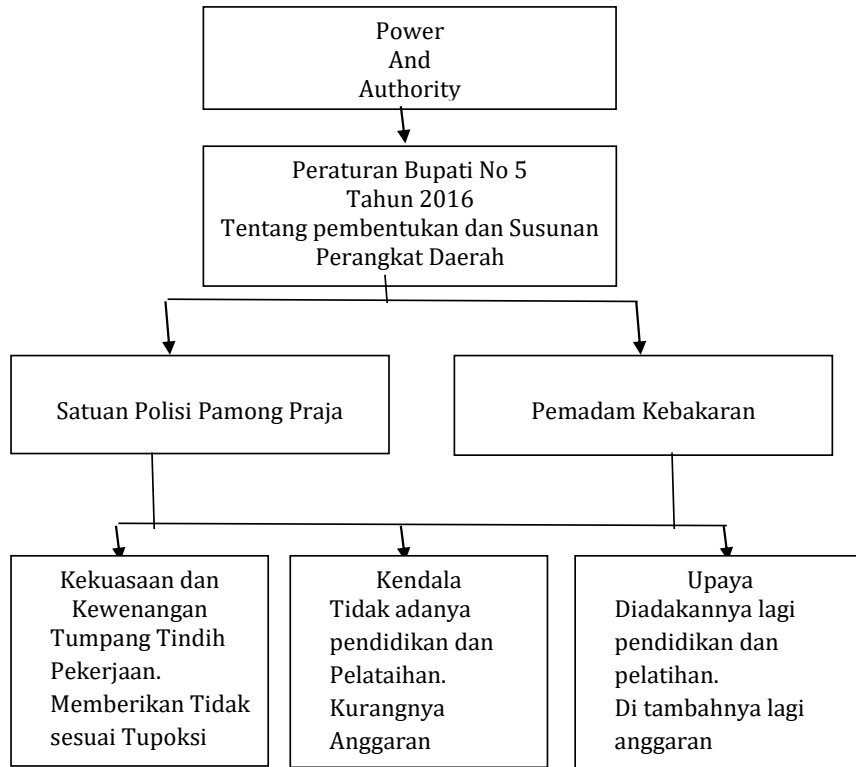 Power
And
Authority
Peraturan Bupati No 5
Tahun 2016
Tentang pembentukan dan Susunan
Perangkat Daerah
Satuan Polisi Pamong Praja
Pemadam Kebakaran
Kekuasaan dan
Kewenangan
Tumpang Tindih
Pekerjaan.
Memberikan Tidak
sesuai Tupoksi
Kendala
Tidak adanya
pendidikan dan
Pelataihan.
Kurangnya
Anggaran
Upaya
Diadakannya lagi
pendidikan dan
pelatihan.
Di tambahnya lagi
anggaran